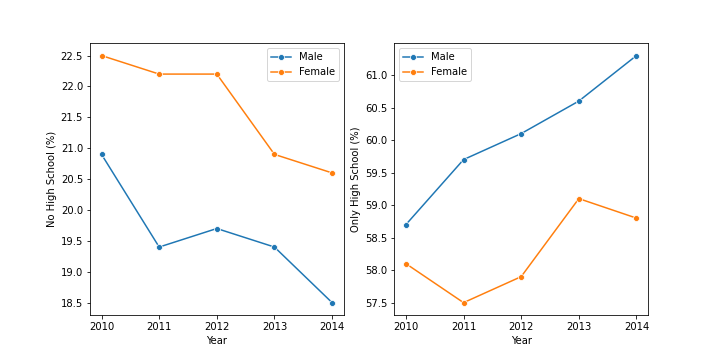 No High School (%)
22.5
22.0
21.5
21.0
20.5
20.0
19.5
19.0
18.5
2010 2011 2012 2013 2014
Year
Male
Female
Only High School (%)
61.0
60.5
60.0
59.5
59.0
58.5
58.0
57.5
2010 2011 2012 2013 2014
Year
Male
Female